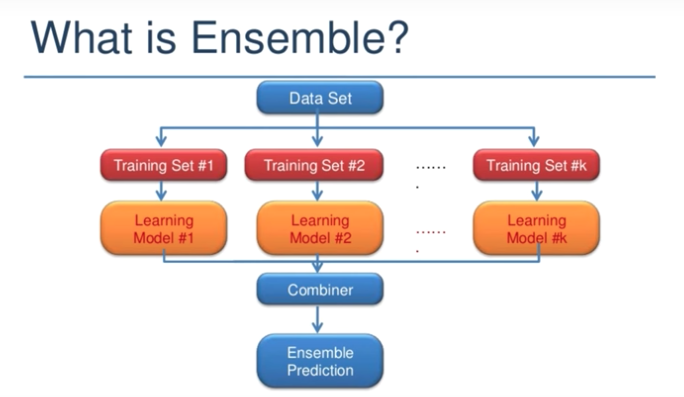 What is Ensemble?
Data Set
Training Set #1
Training Set #2
......
.
Training Set #k
Learning
Model #1
Learning
Model #2
......
.
Learning
Model #k
Combiner
Ensemble
Prediction